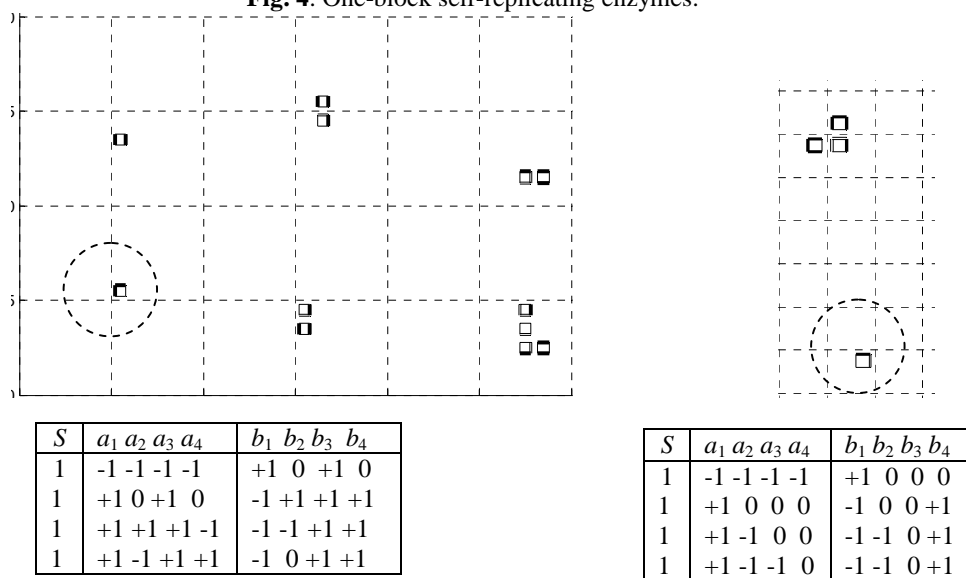 Fig. 4. One-block self-replicating enzymes.
S a1 a2 a3 a4 b1 b2 b3 b4
1 -1 -1 -1 -1 +1 0 +1 0
1 +1 0 +1 0 -1 +1 +1 +1
1 +1 +1 +1 -1 -1 -1 +1 +1
1 +1 -1 +1 +1 -1 0 +1 +1
S a1 a2 a3 a4 b1 b2 b3 b4
1 -1 -1 -1 -1 +1 0 0 0
1 +1 0 0 0 -1 0 0 +1
1 +1 -1 0 0 -1 -1 0 +1
1 +1 -1 -1 0 -1 -1 0 +1